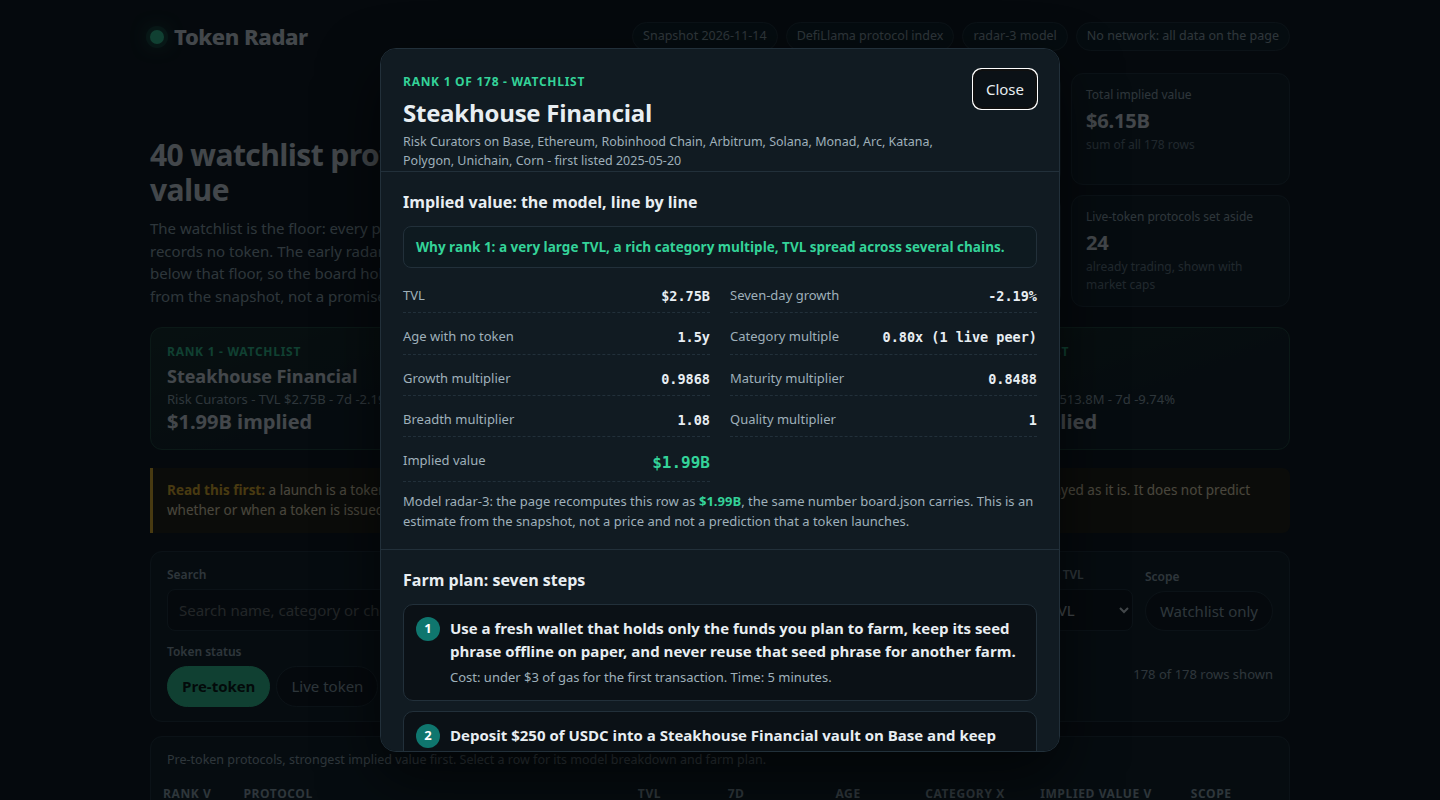 Token Radar
Snapshot 2026-11-14
DefiLlama protocol index
radar-3 model
No network: all data on the page
40 watchlist pro
value
The watchlist is the floor: every p
records no token. The early radar
below that floor, so the board ho
from the snapshot, not a promise
Total implied value
$6.15B
sum of all 178 rows
Live-token protocols set aside
24
already trading, shown with
market caps
RANK 1 - WATCHLIST
Steakhouse Financial
Risk Curators - TVL $2.75B - 7d -2.19
$1.99B implied
T
513.8M - 7d -9.74%
lied
Read this first: a launch is a toke
whether or when a token is issued
yed as it is. It does not predict
Search
Search name, category or ch
TVL
VL
Scope
Watchlist only
Token status
Pre-token
Live token
178 of 178 rows shown
Pre-token protocols, strongest implied value first. Select a row for its model breakdown and farm plan.
RANK V
PROTOCOL
TVL
7D
AGE
CATEGORY X
IMPLIED VALUE V
SCOPE
RANK 1 OF 178 - WATCHLIST
Steakhouse Financial
Risk Curators on Base, Ethereum, Robinhood Chain, Arbitrum, Solana, Monad, Arc, Katana,
Polygon, Unichain, Corn - first listed 2025-05-20
Close
Implied value: the model, line by line
Why rank 1: a very large TVL, a rich category multiple, TVL spread across several chains.
TVL $2.75B
Seven-day growth -2.19%
Age with no token 1.5y
Category multiple 0.80x (1 live peer)
Growth multiplier 0.9868
Maturity multiplier 0.8488
Breadth multiplier 1.08
Quality multiplier 1
Implied value $1.99B
Model radar-3: the page recomputes this row as $1.99B, the same number board.json carries. This is an
estimate from the snapshot, not a price and not a prediction that a token launches.
Farm plan: seven steps
1
Use a fresh wallet that holds only the funds you plan to farm, keep its seed
phrase offline on paper, and never reuse that seed phrase for another farm.
Cost: under $3 of gas for the first transaction. Time: 5 minutes.
2
Deposit $250 of USDC into a Steakhouse Financial vault on Base and keep